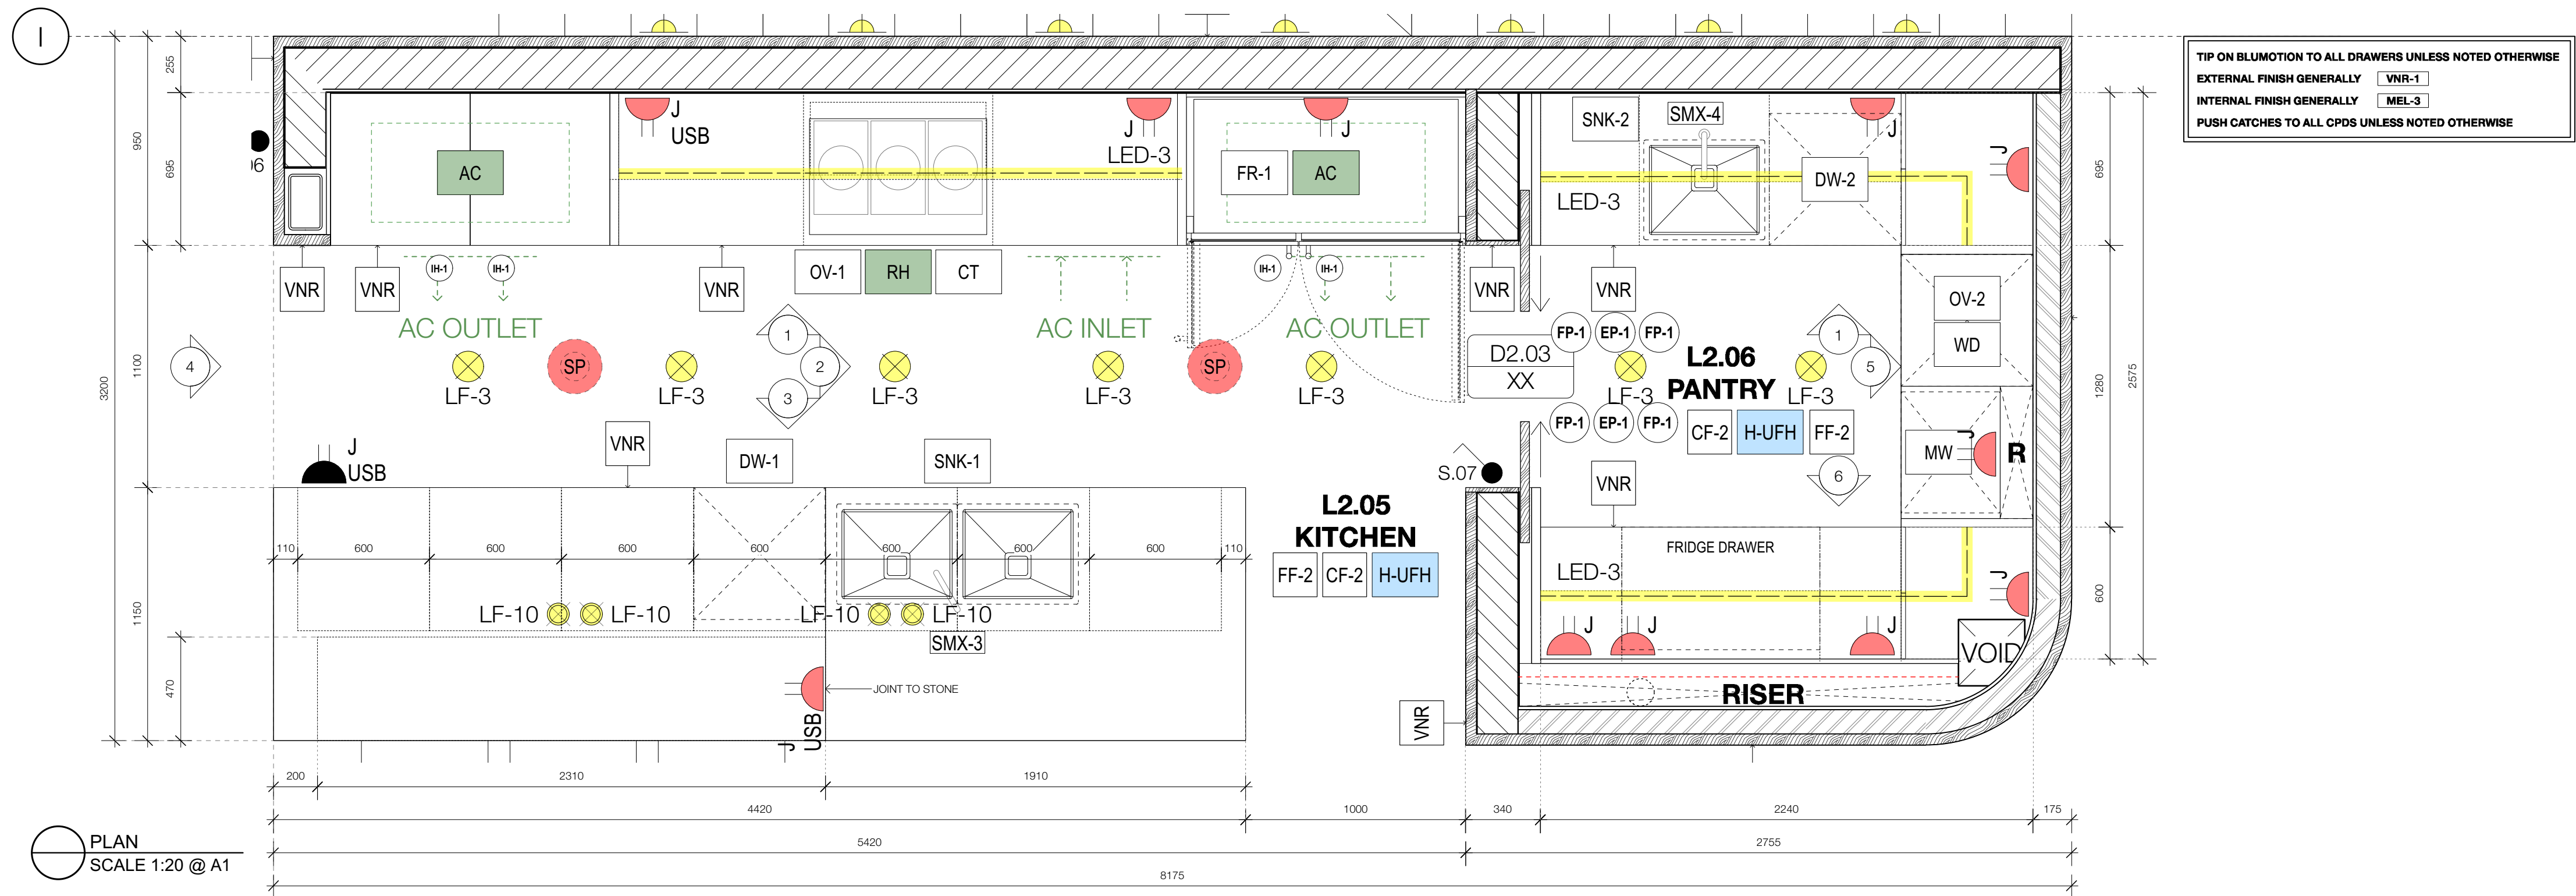 I
TIP ON BLUMOTION TO ALL DRAWERS UNLESS NOTED OTHERWISE
EXTERNAL FINISH GENERALLY VNR-1
INTERNAL FINISH GENERALLY MEL-3
PUSH CATCHES TO ALL CPDS UNLESS NOTED OTHERWISE
255
695
950
1100
3200
1150
470
AC
J
USB
J
LED-3
FR-1
AC
J
SNK-2
SMX-4
DW-2
J
J
LED-3
695
1280
2575
600
VNR
VNR
IH-1
IH-1
AC OUTLET
VNR
OV-1
RH
CT
AC INLET
IH-1
IH-1
AC OUTLET
VNR
VNR
OV-2
WD
4
LF-3
SP
LF-3
1
2
3
LF-3
LF-3
SP
LF-3
D2.03
XX
FP-1
EP-1
FP-1
LF-3
L2.06
PANTRY
LF-3
1
5
FP-1
EP-1
FP-1
CF-2
H-UFH
FF-2
6
MW
J
R
J
USB
VNR
DW-1
SNK-1
S.07
VNR
L2.05
KITCHEN
FF-2
CF-2
H-UFH
FRIDGE DRAWER
LED-3
J
110
600
600
600
600
600
600
600
110
LF-10
LF-10
LF-10
LF-10
SMX-3
J
J
J
VOID
JOINT TO STONE
J
USB
VNR
RISER
200
2310
1910
4420
1000
340
2240
175
5420
2755
8175
PLAN
SCALE 1:20 @ A1